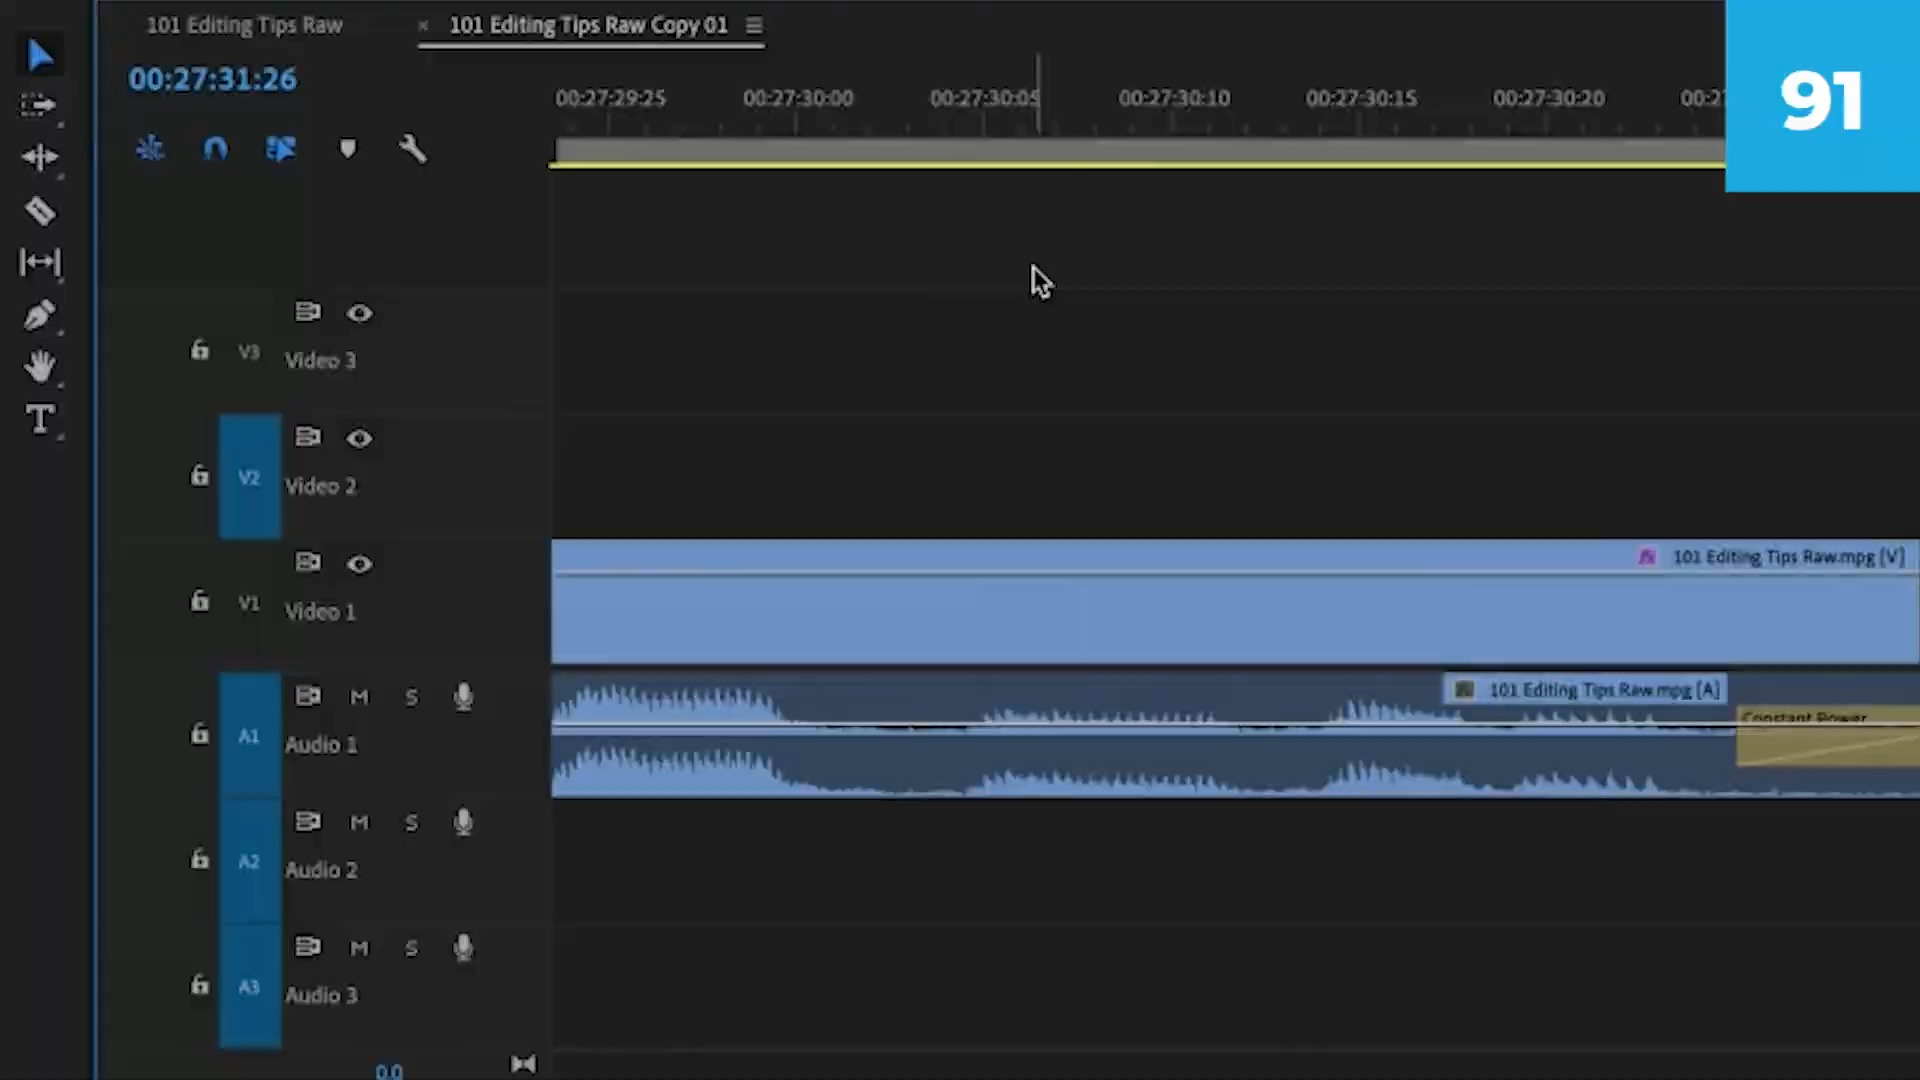 101 Editing Tips Raw
× 101 Editing Tips Raw Copy 01
00:27:31:26
00:27:29:25
00:27:30:00
00:27:30:05
00:27:30:10
00:27:30:15
00:27:30:20
00:27
91
V3
Video 3
V2
Video 2
V1
Video 1
fx 101 Editing Tips Raw.mpg [V]
M S
A1
Audio 1
101 Editing Tips Raw.mpg [A]
Constant Power
M S
A2
Audio 2
M S
A3
Audio 3
0.0